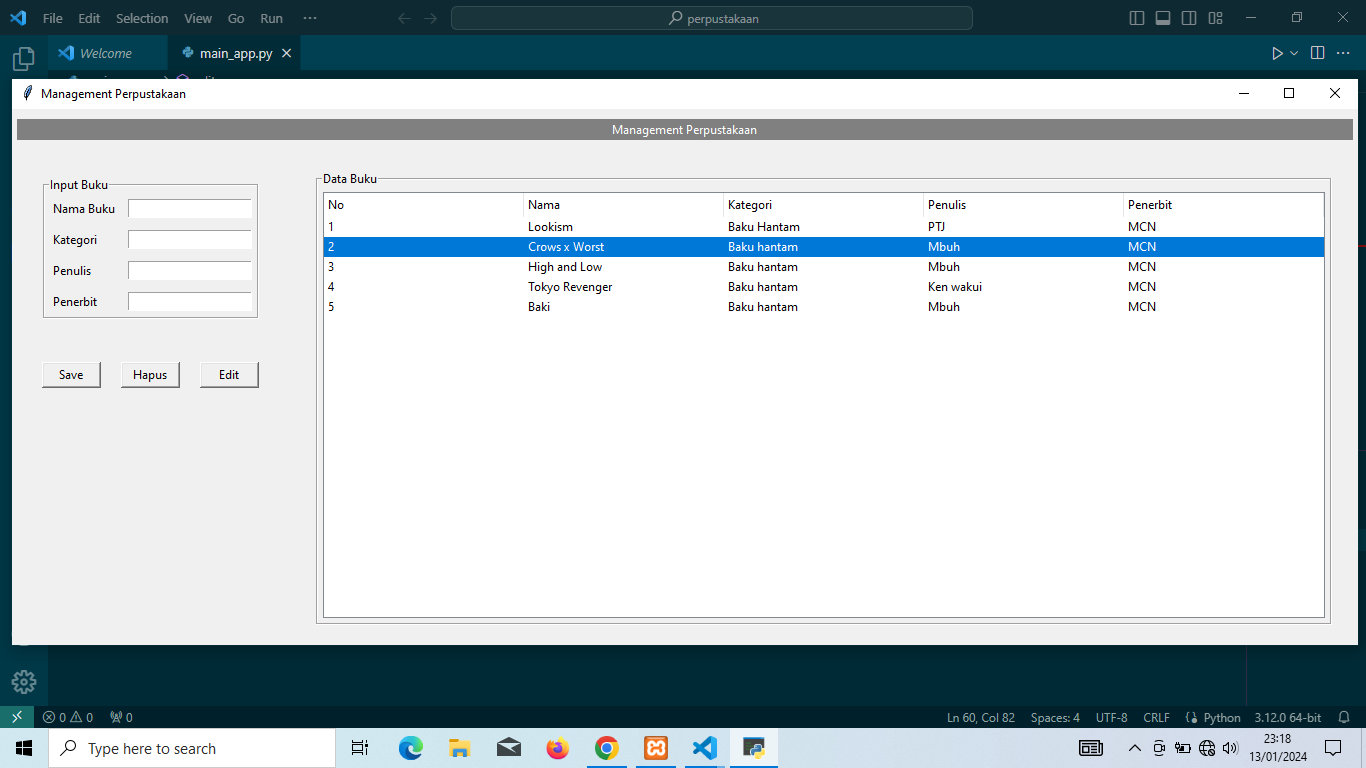 File Edit Selection View Go Run ··· perpustakaan
Welcome main_app.py
Management Perpustakaan
Management Perpustakaan
Input Buku
Nama Buku
Kategori
Penulis
Penerbit
Save Hapus Edit
Data Buku
No Nama Kategori Penulis Penerbit
1 Lookism Baku Hantam PTJ MCN
2 Crows x Worst Baku hantam Mbuh MCN
3 High and Low Baku hantam Mbuh MCN
4 Tokyo Revenger Baku hantam Ken wakui MCN
5 Baki Baku hantam Mbuh MCN
0 0 0 Ln 60, Col 82 Spaces: 4 UTF-8 CRLF Python 3.12.0 64-bit
Type here to search
23:18
13/01/2024